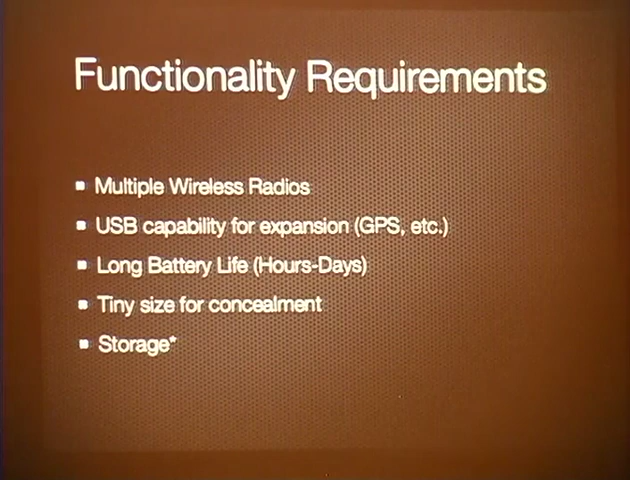 Functionality Requirements
Multiple Wireless Radios
USB capability for expansion (GPS, etc.)
Long Battery Life (Hours-Days)
Tiny size for concealment
Storage*